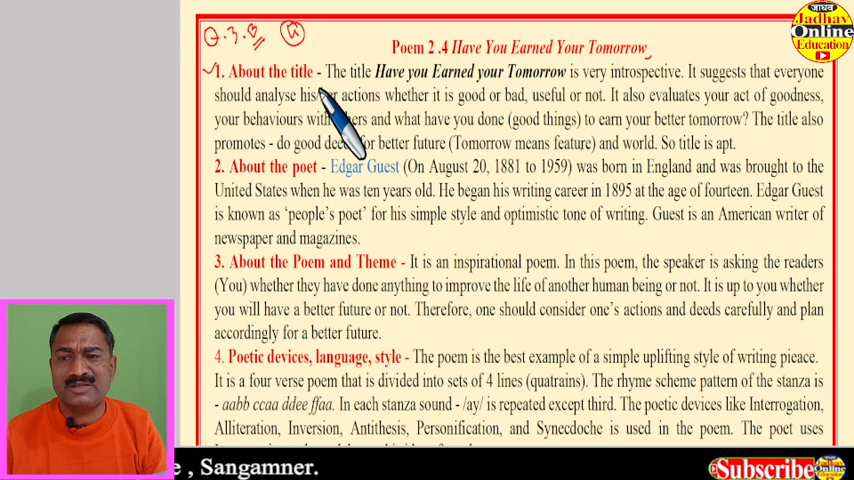 Q.3.B
4
जाधव
Jadhav
Online
Education
Poem 2 .4 Have You Earned Your Tomorrow
1. About the title - The title Have you Earned your Tomorrow is very introspective. It suggests that everyone
should analyse his/her actions whether it is good or bad, useful or not. It also evaluates your act of goodness,
your behaviours with others and what have you done (good things) to earn your better tomorrow? The title also
promotes - do good deeds for better future (Tomorrow means feature) and world. So title is apt.
2. About the poet - Edgar Guest (On August 20, 1881 to 1959) was born in England and was brought to the
United States when he was ten years old. He began his writing career in 1895 at the age of fourteen. Edgar Guest
is known as ‘people’s poet’ for his simple style and optimistic tone of writing. Guest is an American writer of
newspaper and magazines.
3. About the Poem and Theme - It is an inspirational poem. In this poem, the speaker is asking the readers
(You) whether they have done anything to improve the life of another human being or not. It is up to you whether
you will have a better future or not. Therefore, one should consider one’s actions and deeds carefully and plan
accordingly for a better future.
4. Poetic devices, language, style - The poem is the best example of a simple uplifting style of writing pieace.
It is a four verse poem that is divided into sets of 4 lines (quatrains). The rhyme scheme pattern of the stanza is
- aabb ccaa ddee ffaa. In each stanza sound - /ay/ is repeated except third. The poetic devices like Interrogation,
Alliteration, Inversion, Antithesis, Personification, and Synecdoche is used in the poem. The poet uses
e , Sangamner.
Subscribe
Jadhav
Online
Education